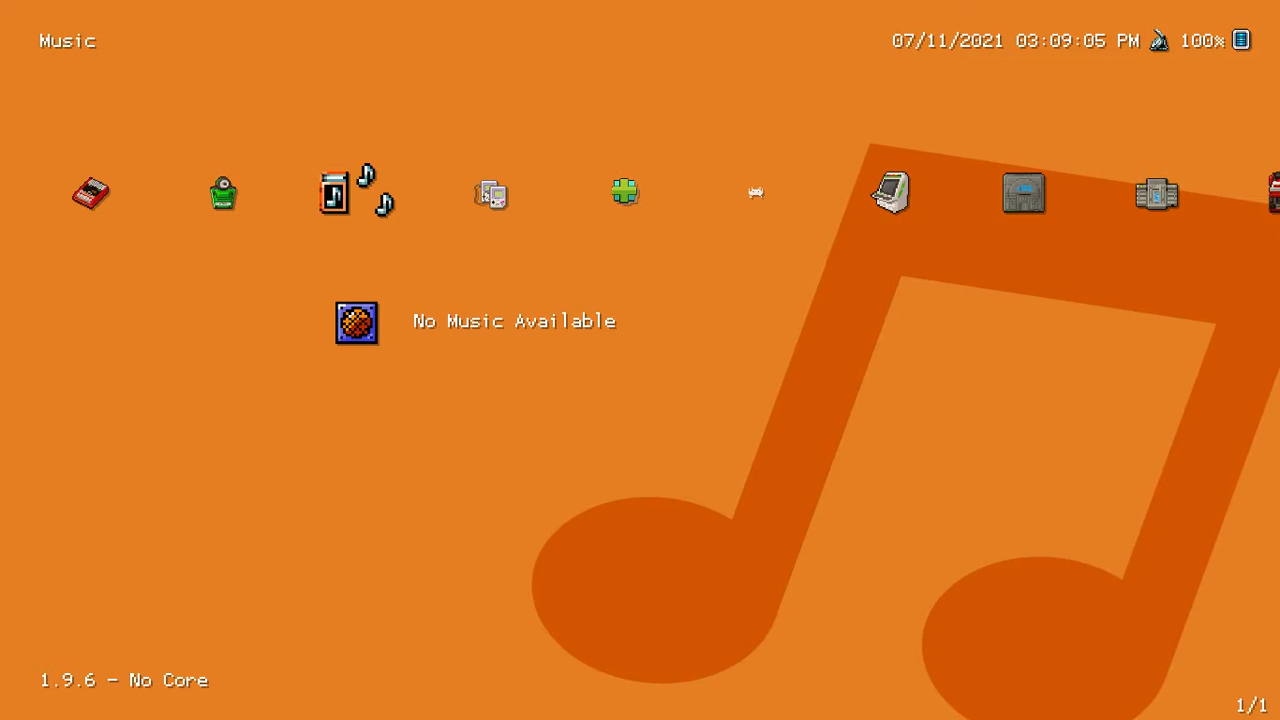 Music
07/11/2021 03:09:05 PM 100%
No Music Available
1.9.6 - No Core
1/1